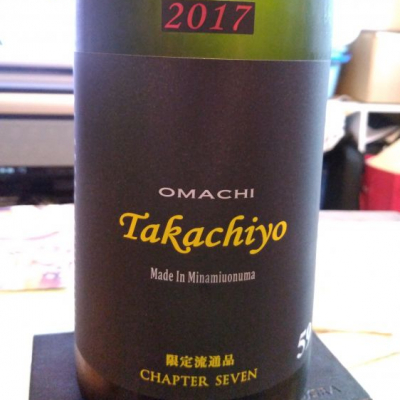 2017
OMACHI
Takachiyo
Made In Minamiuonuma
限定流通品
CHAPTER SEVEN